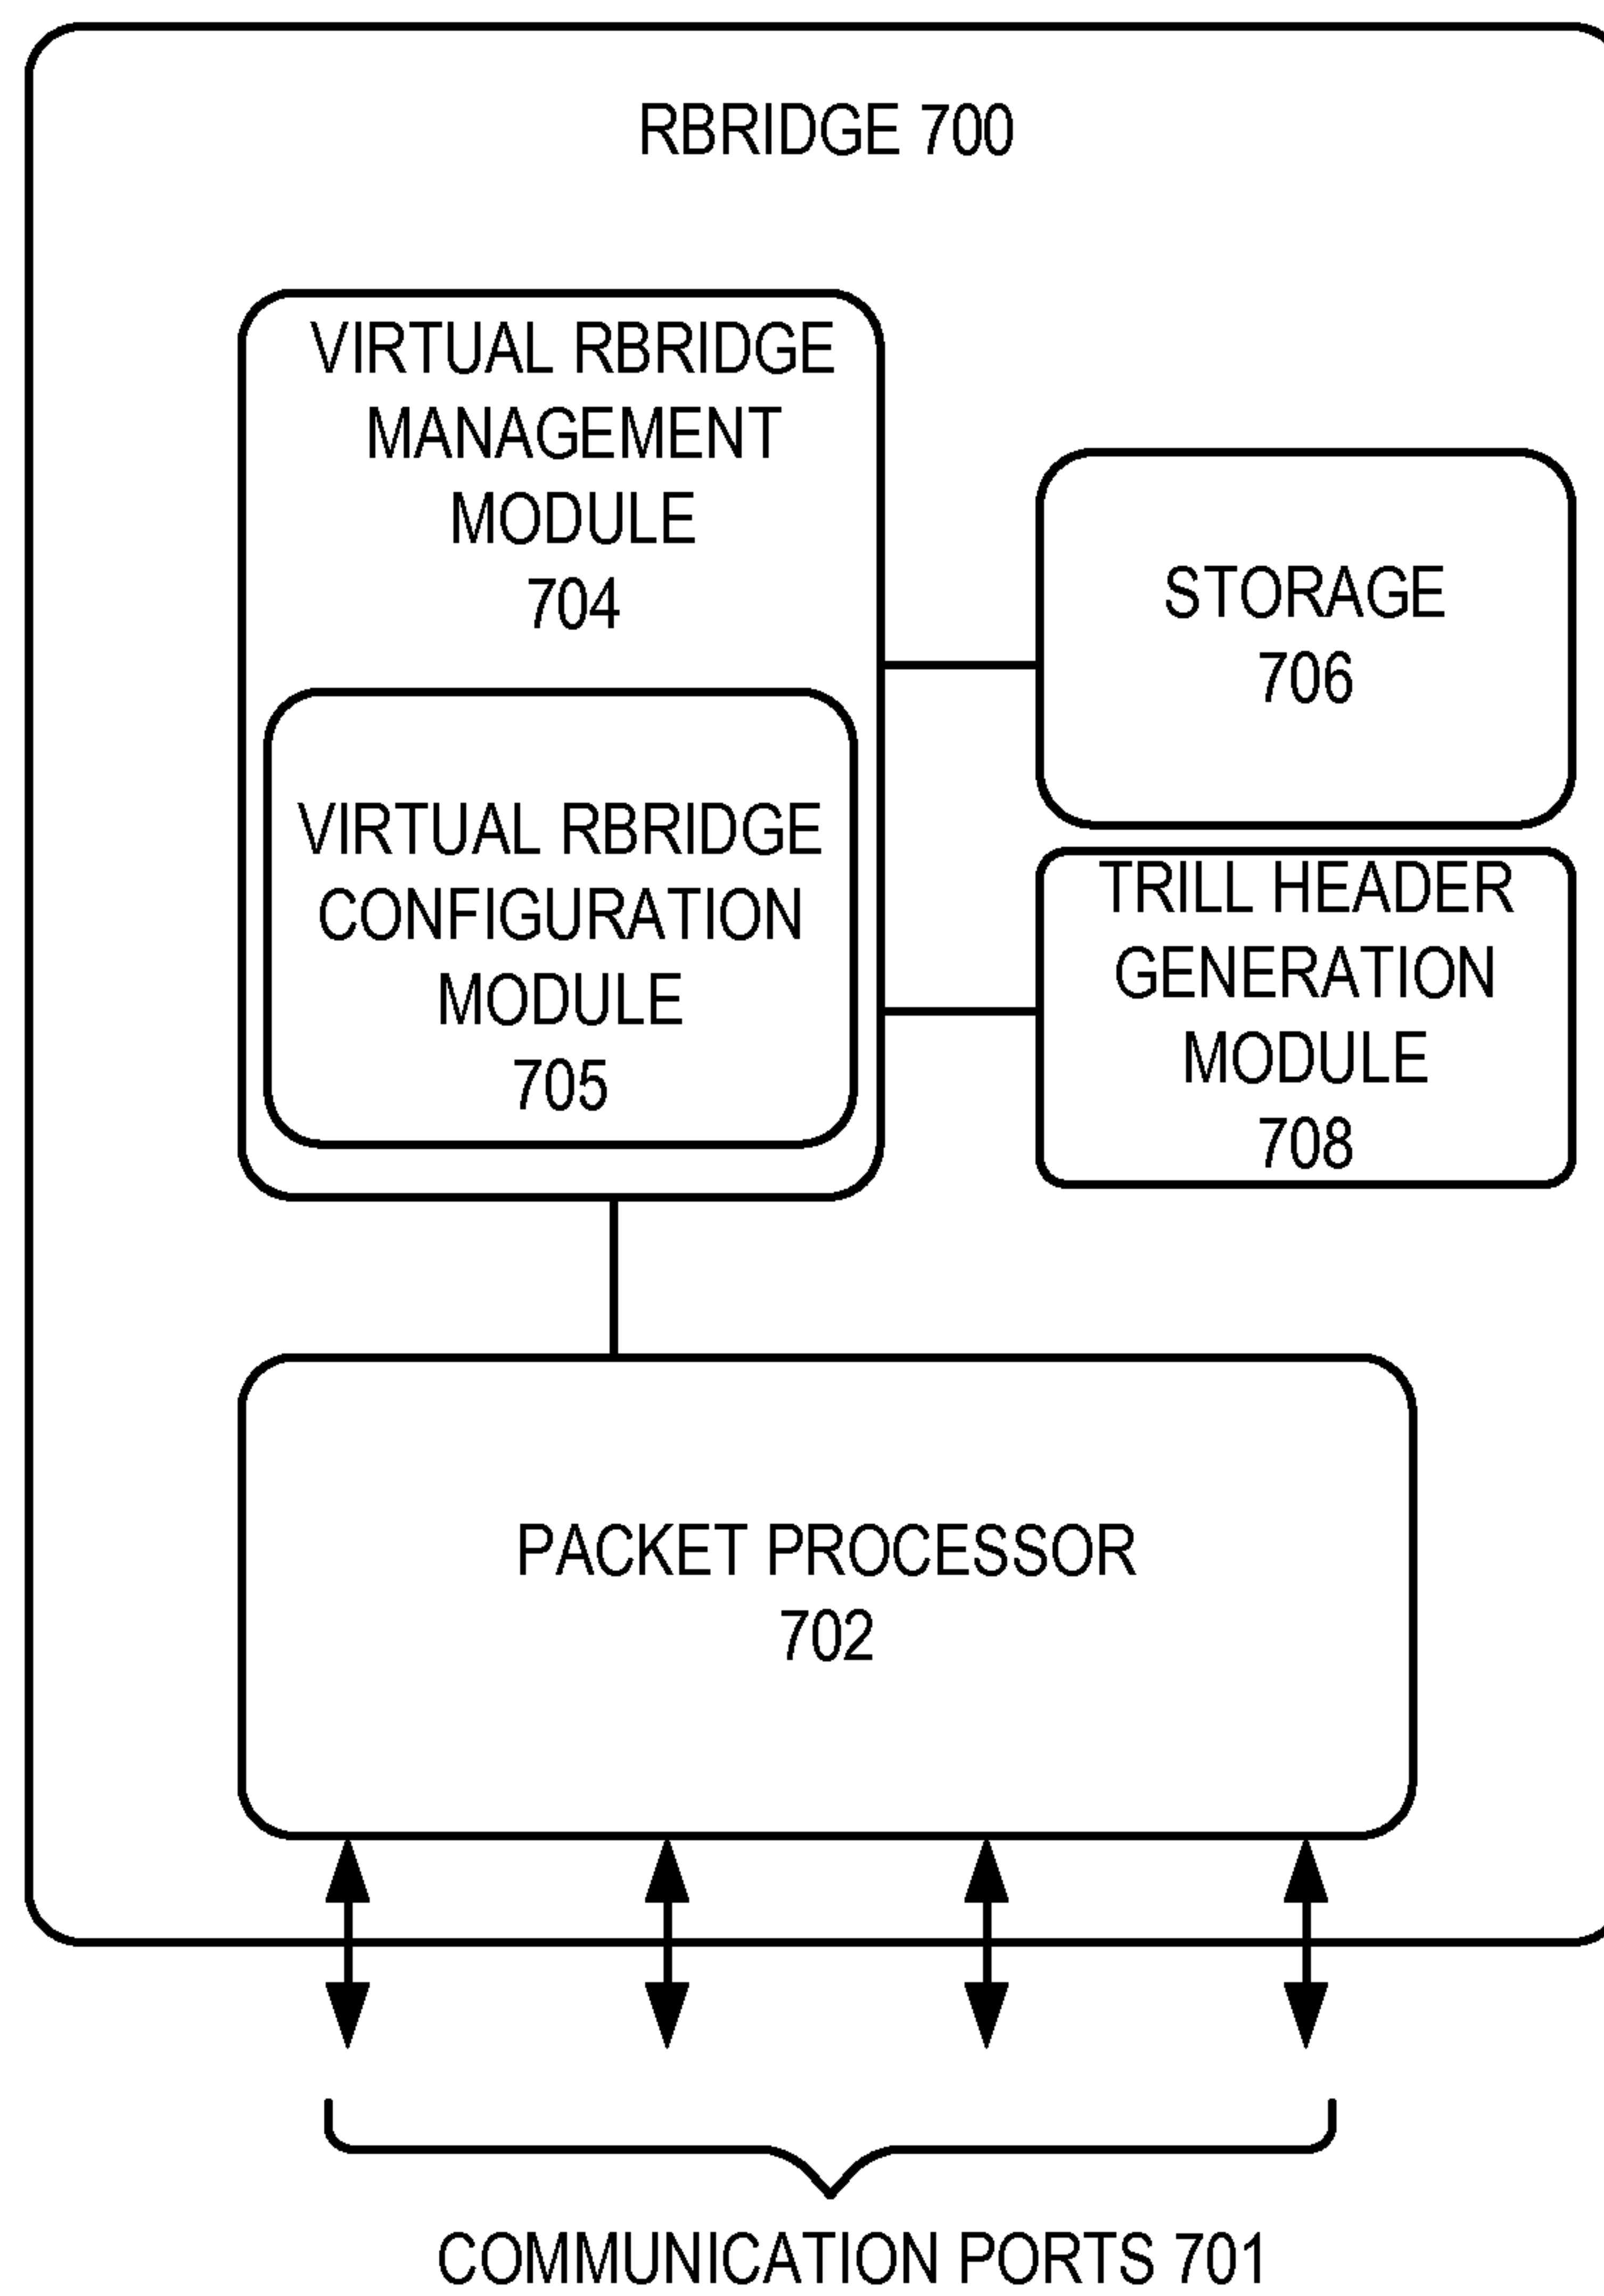 RBRIDGE 700
VIRTUAL RBRIDGE
MANAGEMENT
MODULE
704
STORAGE
706
VIRTUAL RBRIDGE
CONFIGURATION
MODULE
705
TRILL HEADER
GENERATION
MODULE
708
PACKET PROCESSOR
702
COMMUNICATION PORTS 701